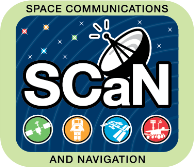 SPACE COMMUNICATIONS
SCaN
AND NAVIGATION